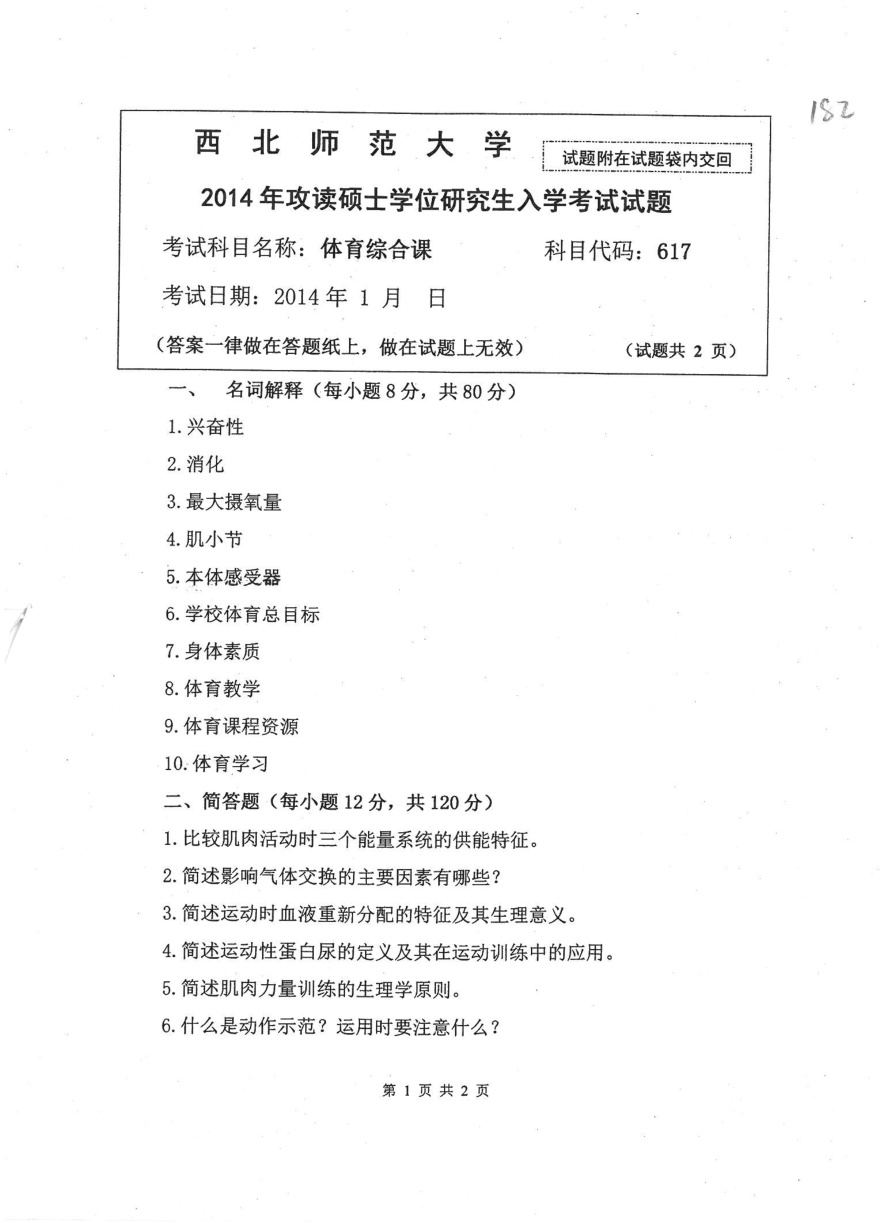 182
西北师范大学
试题附在试题袋内交回
2014年攻读硕士学位研究生入学考试试题
考试科目名称：体育综合课 科目代码：617
考试日期：2014年 1 月 日
（答案一律做在答题纸上，做在试题上无效） （试题共 2 页）
一、 名词解释（每小题8分，共80分）
1.兴奋性
2.消化
3.最大摄氧量
4.肌小节
5.本体感受器
6.学校体育总目标
7.身体素质
8.体育教学
9.体育课程资源
10.体育学习
二、简答题（每小题12分，共120分）
1.比较肌肉活动时三个能量系统的供能特征。
2.简述影响气体交换的主要因素有哪些？
3.简述运动时血液重新分配的特征及其生理意义。
4.简述运动性蛋白尿的定义及其在运动训练中的应用。
5.简述肌肉力量训练的生理学原则。
6.什么是动作示范？运用时要注意什么？
第 1 页 共 2 页